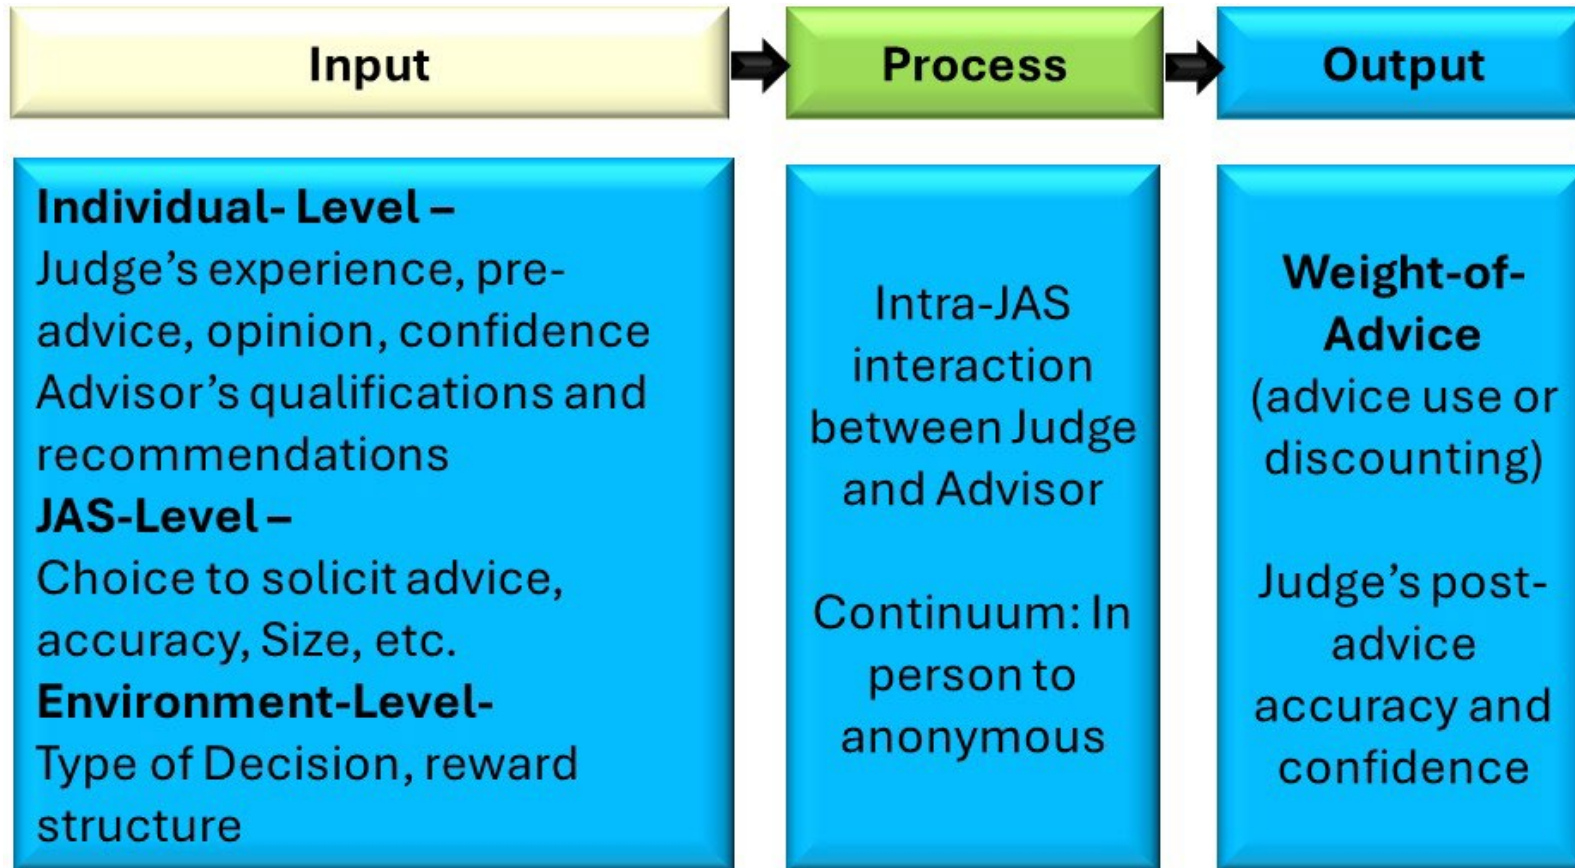 Input
Process
Output
Individual- Level –
Judge's experience, pre-
advice, opinion, confidence
Advisor's qualifications and
recommendations
JAS-Level –
Choice to solicit advice,
accuracy, Size, etc.
Environment-Level-
Type of Decision, reward
structure
Intra-JAS
interaction
between Judge
and Advisor
Continuum: In
person to
anonymous
Weight-of-
Advice
(advice use or
discounting)
Judge's post-
advice
accuracy and
confidence